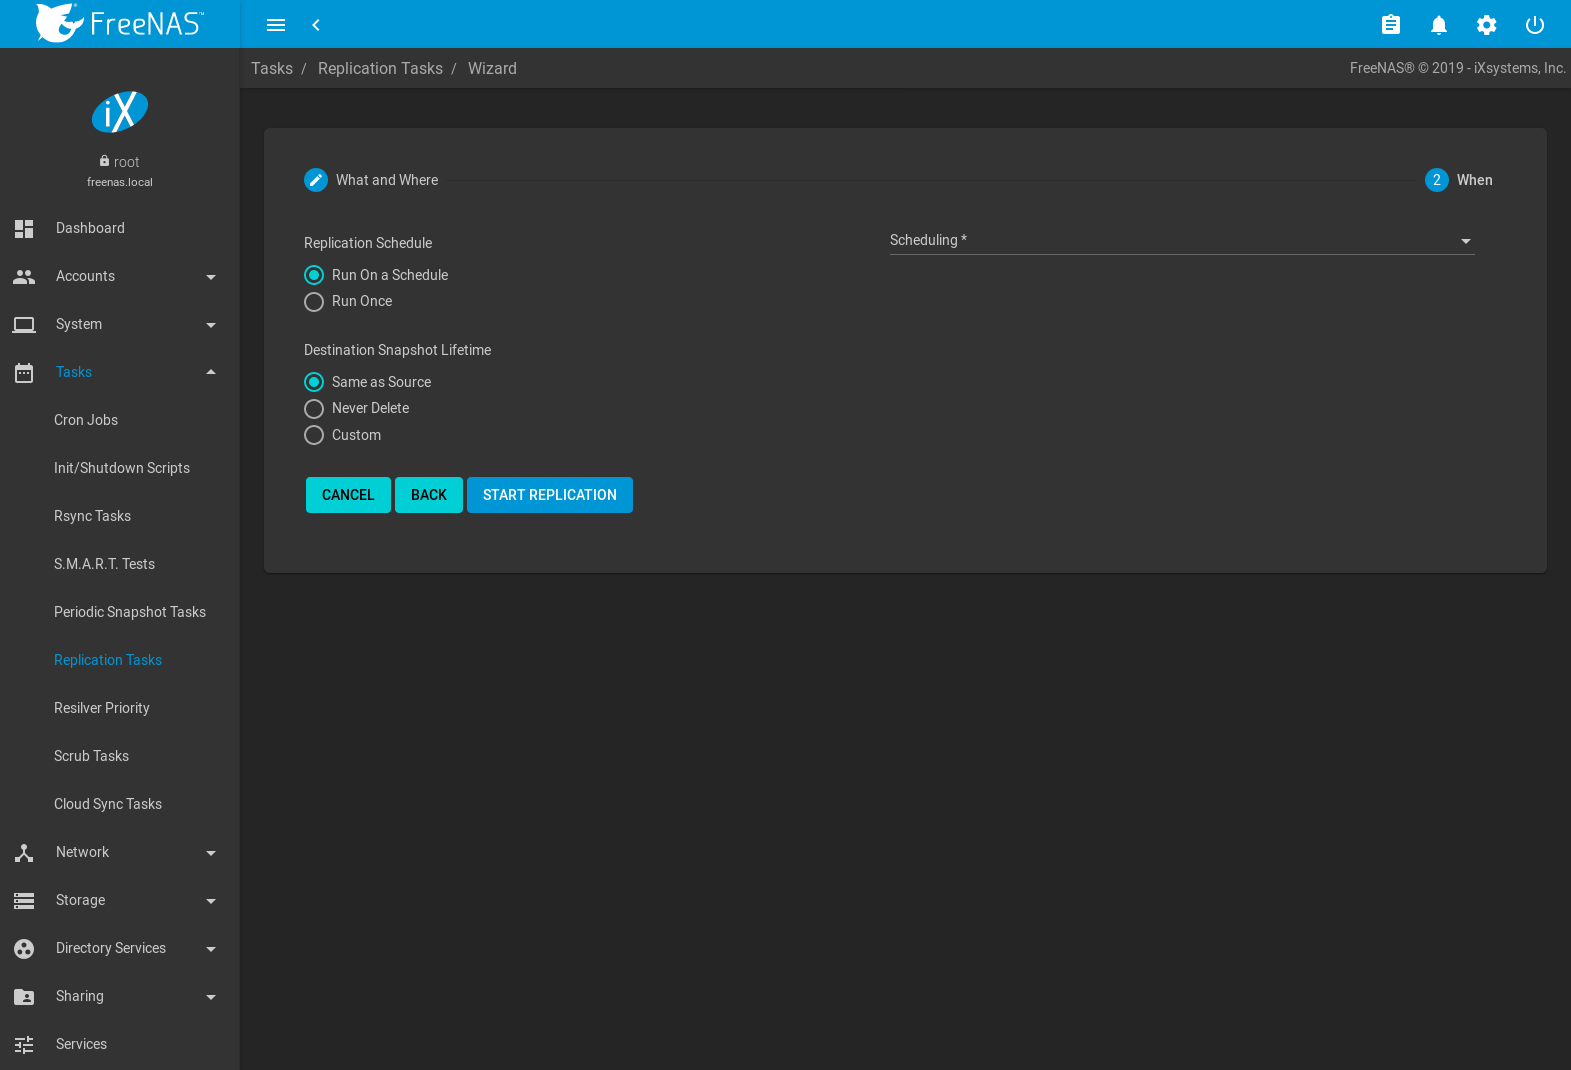 FreeNAS™
Tasks / Replication Tasks / Wizard
FreeNAS® © 2019 - iXsystems, Inc.
iX
root
freenas.local
Dashboard
Accounts
System
Tasks
Cron Jobs
Init/Shutdown Scripts
Rsync Tasks
S.M.A.R.T. Tests
Periodic Snapshot Tasks
Replication Tasks
Resilver Priority
Scrub Tasks
Cloud Sync Tasks
Network
Storage
Directory Services
Sharing
Services
What and Where
2 When
Replication Schedule
Run On a Schedule
Run Once
Scheduling *
Destination Snapshot Lifetime
Same as Source
Never Delete
Custom
CANCEL BACK START REPLICATION